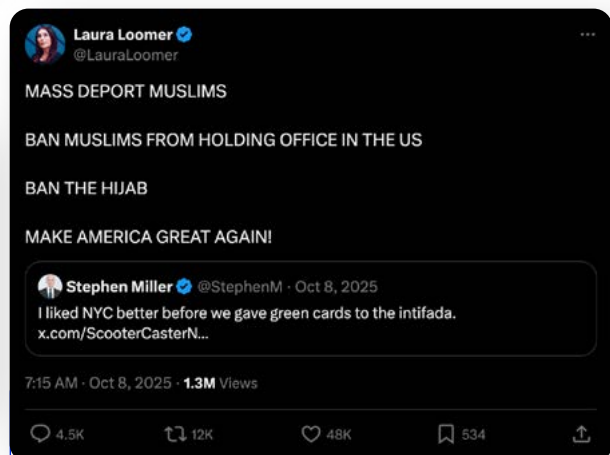 Laura Loomer
@LauraLoomer
MASS DEPORT MUSLIMS
BAN MUSLIMS FROM HOLDING OFFICE IN THE US
BAN THE HIJAB
MAKE AMERICA GREAT AGAIN!
Stephen Miller @StephenM · Oct 8, 2025
I liked NYC better before we gave green cards to the intifada.
x.com/ScooterCasterN...
7:15 AM · Oct 8, 2025 · 1.3M Views
4.5K 12K 48K 534